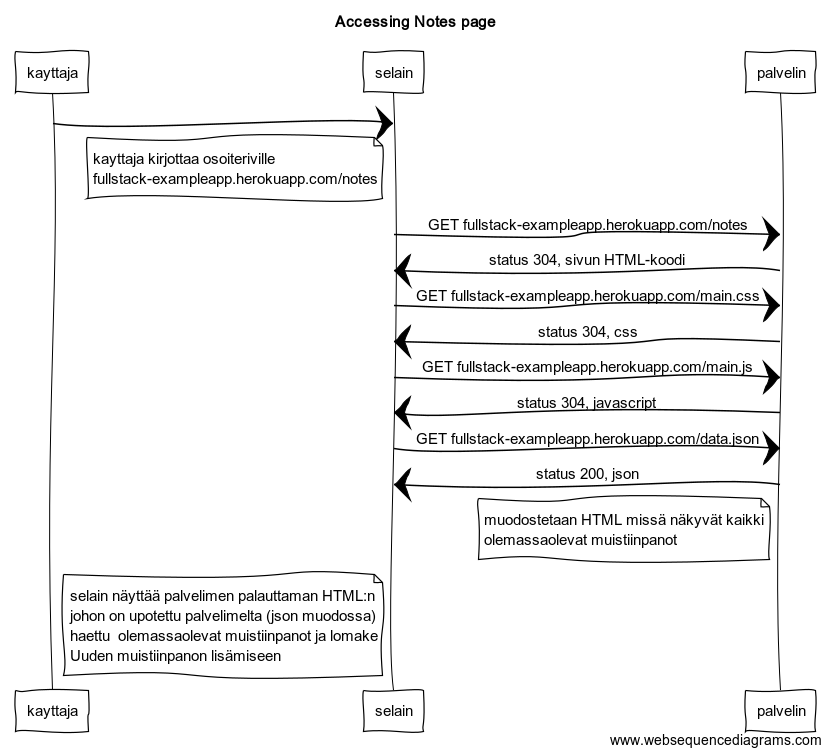 Accessing Notes page
kayttaja
selain
palvelin
kayttaja kirjottaa osoiteriville
fullstack-exampleapp.herokuapp.com/notes
GET fullstack-exampleapp.herokuapp.com/notes
status 304, sivun HTML-koodi
GET fullstack-exampleapp.herokuapp.com/main.css
status 304, css
GET fullstack-exampleapp.herokuapp.com/main.js
status 304, javascript
GET fullstack-exampleapp.herokuapp.com/data.json
status 200, json
muodostetaan HTML missä näkyvät kaikki
olemassaolevat muistiinpanot
selain näyttää palvelimen palauttaman HTML:n
johon on upotettu palvelimelta (json muodossa)
haettu  olemassaolevat muistiinpanot ja lomake
Uuden muistiinpanon lisämiseen
kayttaja
selain
palvelin
www.websequencediagrams.com